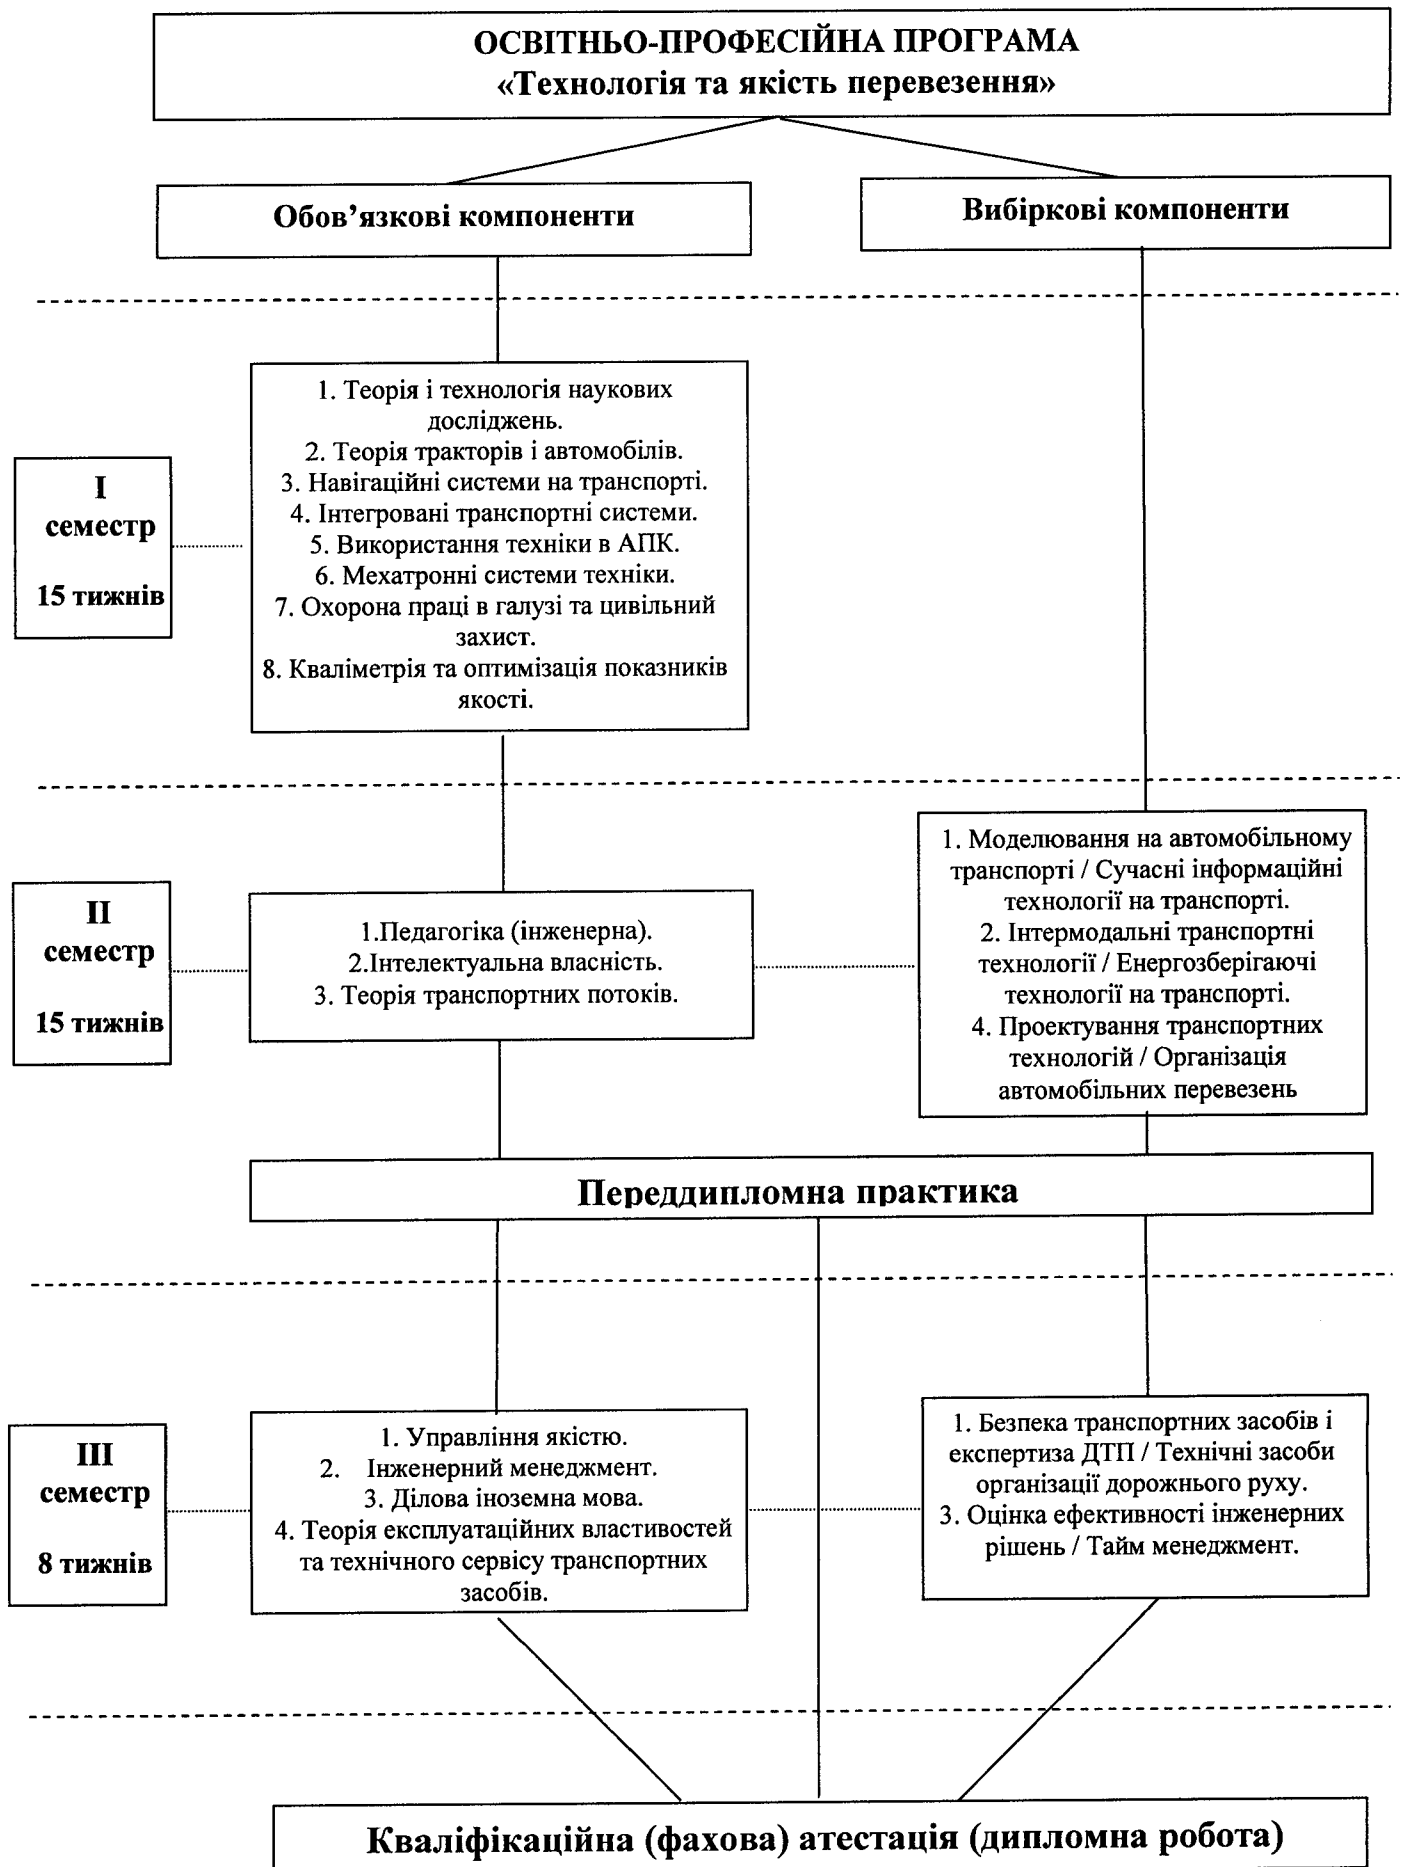 ОСВІТНЬО-ПРОФЕСІЙНА ПРОГРАМА
«Технологія та якість перевезення»
Обов’язкові компоненти
Вибіркові компоненти
I
семестр
15 тижнів
1. Теорія і технологія наукових
досліджень.
2. Теорія тракторів і автомобілів.
3. Навігаційні системи на транспорті.
4. Інтегровані транспортні системи.
5. Використання техніки в АПК.
6. Мехатронні системи техніки.
7. Охорона праці в галузі та цивільний
захист.
8. Кваліметрія та оптимізація показників
якості.
II
семестр
15 тижнів
1.Педагогіка (інженерна).
2.Інтелектуальна власність.
3. Теорія транспортних потоків.
1. Моделювання на автомобільному
транспорті / Сучасні інформаційні
технології на транспорті.
2. Інтермодальні транспортні
технології / Енергозберігаючі
технології на транспорті.
4. Проектування транспортних
технологій / Організація
автомобільних перевезень
Переддипломна практика
III
семестр
8 тижнів
1. Управління якістю.
2. Інженерний менеджмент.
3. Ділова іноземна мова.
4. Теорія експлуатаційних властивостей
та технічного сервісу транспортних
засобів.
1. Безпека транспортних засобів і
експертиза ДТП / Технічні засоби
організації дорожнього руху.
3. Оцінка ефективності інженерних
рішень / Тайм менеджмент.
Кваліфікаційна (фахова) атестація (дипломна робота)